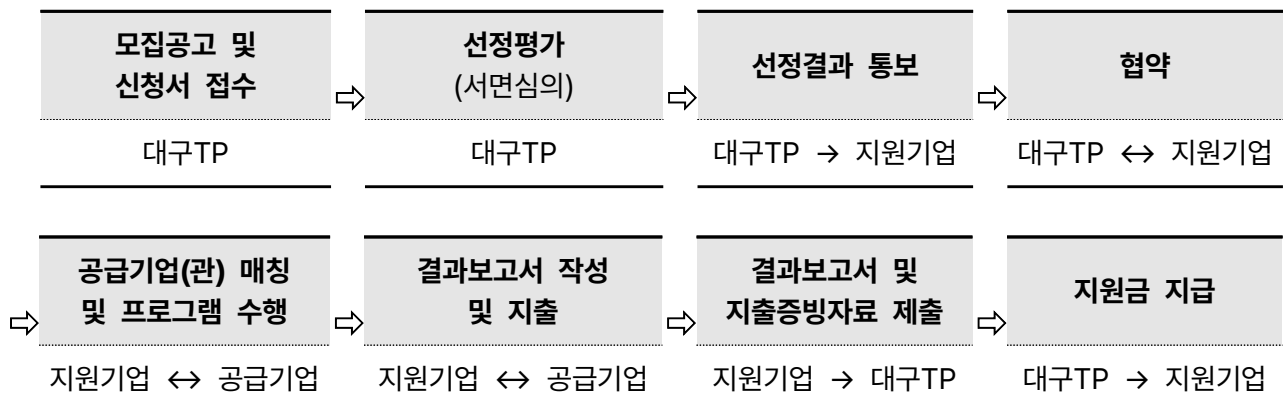 모집공고 및
신청서 접수
⇨
선정평가
(서면심의)
⇨
선정결과 통보
⇨
협약
대구TP
대구TP
대구TP → 지원기업
대구TP ↔ 지원기업
⇨
공급기업(관) 매칭
및 프로그램 수행
⇨
결과보고서 작성
및 지출
⇨
결과보고서 및
지출증빙자료 제출
⇨
지원금 지급
지원기업 ↔ 공급기업
지원기업 ↔ 공급기업
지원기업 → 대구TP
대구TP → 지원기업